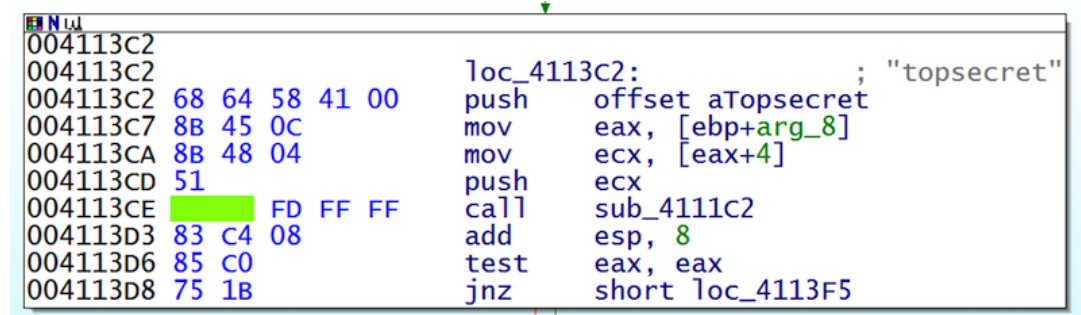 N
004113C2
004113C2 loc_4113C2: ; "topsecret"
004113C2 68 64 58 41 00 push offset aTopsecret
004113C7 8B 45 0C mov eax, [ebp+arg_8]
004113CA 8B 48 04 mov ecx, [eax+4]
004113CD 51 push ecx
004113CE FD FF FF call sub_4111C2
004113D3 83 C4 08 add esp, 8
004113D6 85 C0 test eax, eax
004113D8 75 1B jnz short loc_4113F5